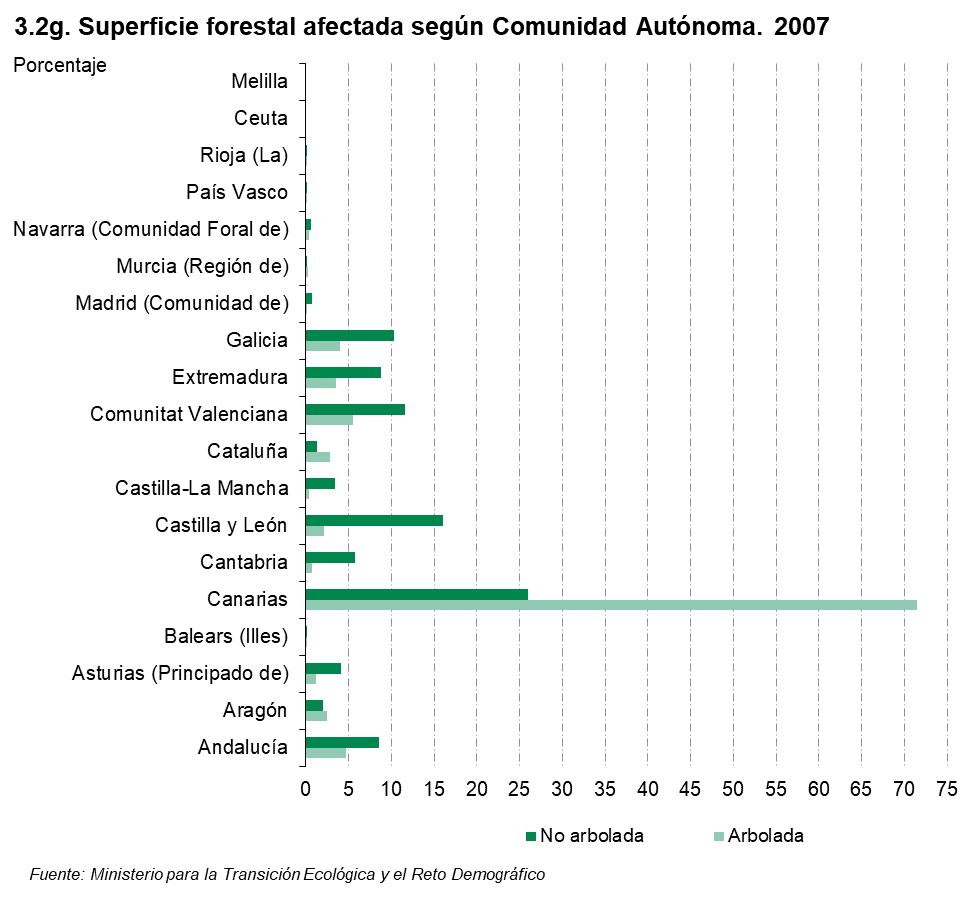 3.2g. Superficie forestal afectada según Comunidad Autónoma. 2007
Porcentaje
Melilla
Ceuta
Rioja (La)
País Vasco
Navarra (Comunidad Foral de)
Murcia (Región de)
Madrid (Comunidad de)
Galicia
Extremadura
Comunitat Valenciana
Cataluña
Castilla-La Mancha
Castilla y León
Cantabria
Canarias
Balears (Illes)
Asturias (Principado de)
Aragón
Andalucía
0 5 10 15 20 25 30 35 40 45 50 55 60 65 70 75
No arbolada Arbolada
Fuente: Ministerio para la Transición Ecológica y el Reto Demográfico